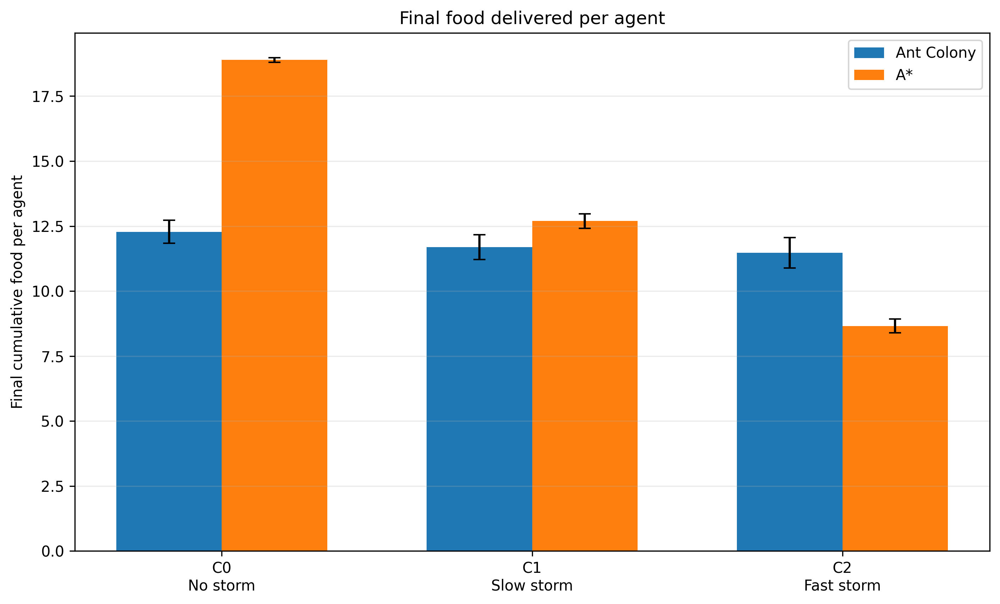 Final food delivered per agent
Ant Colony
A*
Final cumulative food per agent
17.5
15.0
12.5
10.0
7.5
5.0
2.5
0.0
C0
No storm
C1
Slow storm
C2
Fast storm